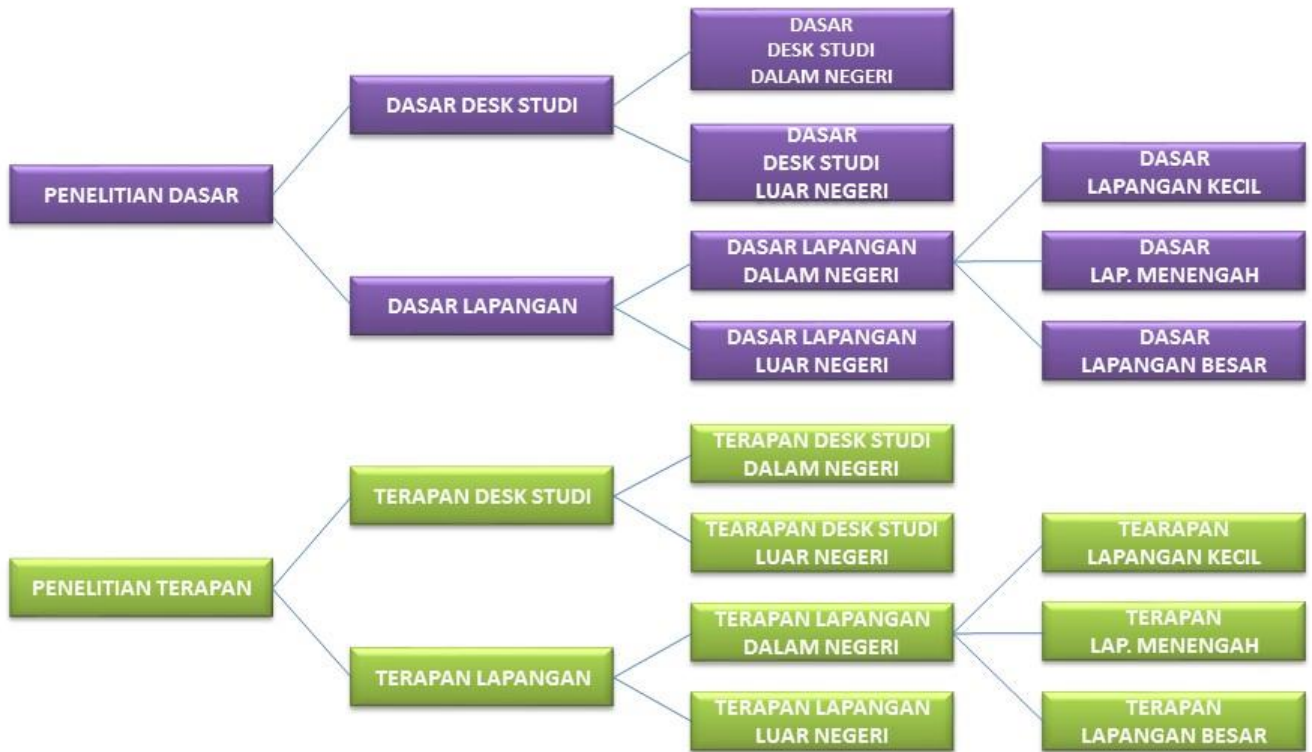 PENELITIAN DASAR
DASAR DESK STUDI
DASAR
DESK STUDI
DALAM NEGERI
DASAR
DESK STUDI
LUAR NEGERI
DASAR LAPANGAN
DASAR LAPANGAN
DALAM NEGERI
DASAR
LAPANGAN KECIL
DASAR
LAP. MENENGAH
DASAR
LAPANGAN BESAR
DASAR LAPANGAN
LUAR NEGERI
PENELITIAN TERAPAN
TERAPAN DESK STUDI
TERAPAN DESK STUDI
DALAM NEGERI
TEARAPAN DESK STUDI
LUAR NEGERI
TERAPAN LAPANGAN
TERAPAN LAPANGAN
DALAM NEGERI
TEARAPAN
LAPANGAN KECIL
TERAPAN
LAP. MENENGAH
TERAPAN
LAPANGAN BESAR
TERAPAN LAPANGAN
LUAR NEGERI